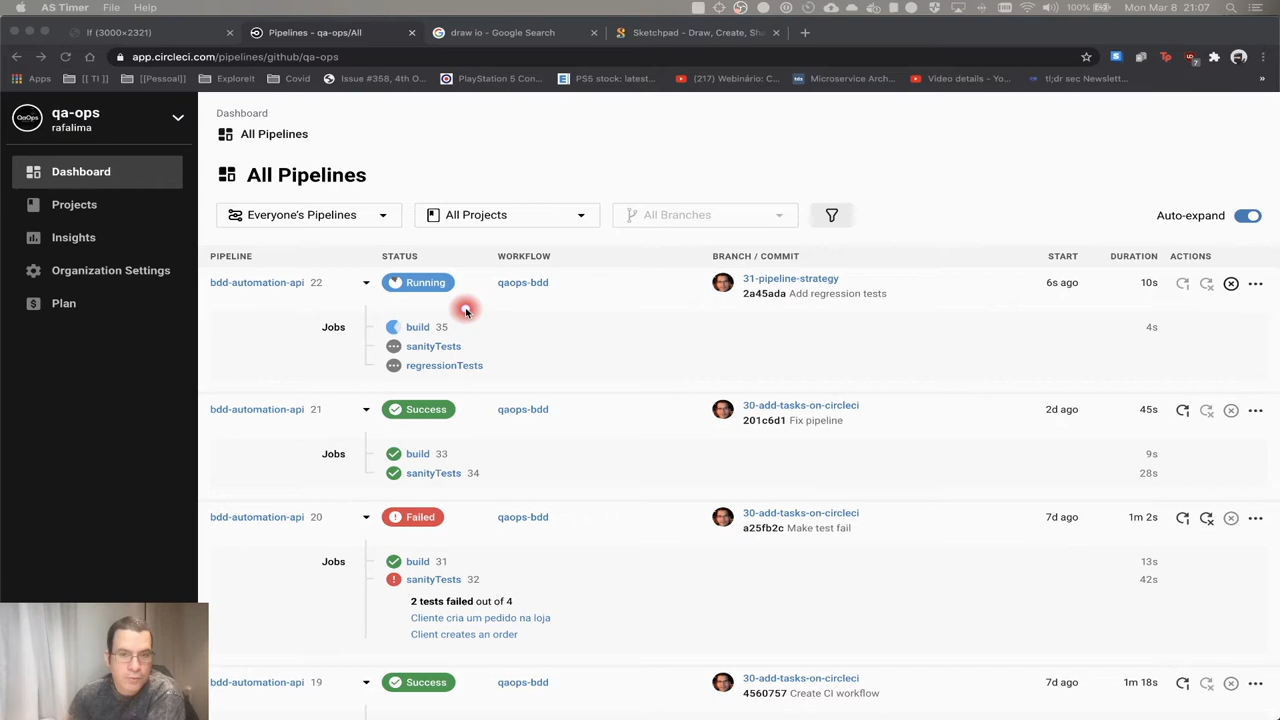 AS Timer File Help
100% Mon Mar 8 21:07
If (3000×2321)
Pipelines - qa-ops/All
draw io - Google Search
Sketchpad - Draw, Create, Sha
app.circleci.com/pipelines/github/qa-ops
Apps
[ TI ]
[Pessoal]
ExploreIt
Covid
Issue #358, 4th O...
PlayStation 5 Con...
PS5 stock: latest...
(217) Webinário: C...
Microservice Arch...
Video details - Yo...
tl;dr sec Newslett...
»
QaOps
qa-ops
rafalima
Dashboard
Projects
Insights
Organization Settings
Plan
Dashboard
All Pipelines
All Pipelines
Everyone's Pipelines
All Projects
All Branches
Auto-expand
PIPELINE STATUS WORKFLOW BRANCH / COMMIT START DURATION ACTIONS
bdd-automation-api 22 Running qaops-bdd 31-pipeline-strategy 6s ago 10s
2a45ada Add regression tests
Jobs build 35 4s
sanityTests
regressionTests
bdd-automation-api 21 Success qaops-bdd 30-add-tasks-on-circleci 2d ago 45s
201c6d1 Fix pipeline
Jobs build 33 9s
sanityTests 34 28s
bdd-automation-api 20 Failed qaops-bdd 30-add-tasks-on-circleci 7d ago 1m 2s
a25fb2c Make test fail
Jobs build 31 13s
sanityTests 32 42s
2 tests failed out of 4
Cliente cria um pedido na loja
Client creates an order
bdd-automation-api 19 Success qaops-bdd 30-add-tasks-on-circleci 7d ago 1m 18s
4560757 Create CI workflow